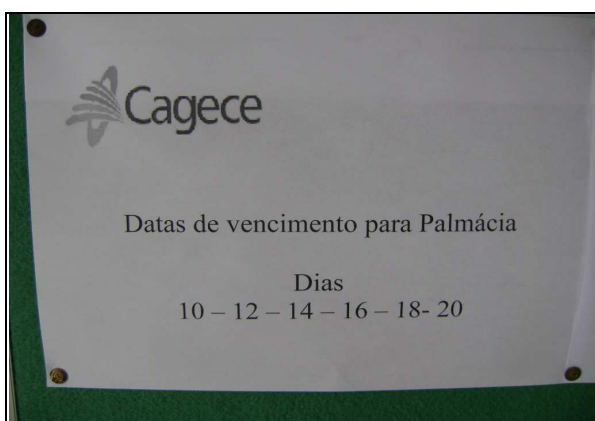 Cagece
Datas de vencimento para Palmácia
Dias
10 – 12 – 14 – 16 – 18- 20